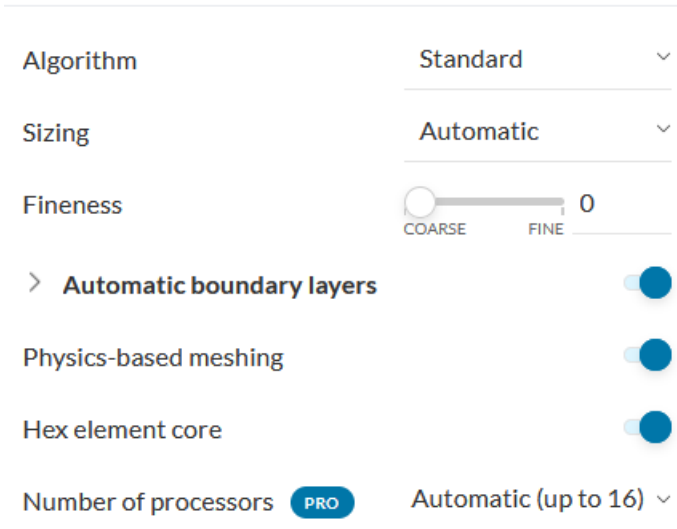 Algorithm Standard
Sizing Automatic
Fineness 0
COARSE FINE
Automatic boundary layers
Physics-based meshing
Hex element core
Number of processors PRO Automatic (up to 16)